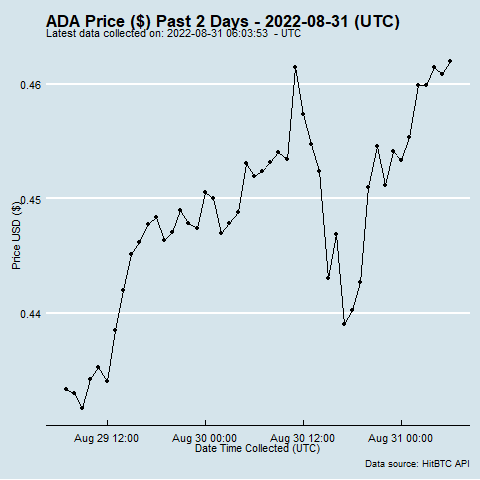 ADA Price ($) Past 2 Days - 2022-08-31 (UTC)
Latest data collected on: 2022-08-31 06:03:53 - UTC
0.46
0.45
0.44
Price USD ($)
Aug 29 12:00 Aug 30 00:00 Aug 30 12:00 Aug 31 00:00
Date Time Collected (UTC)
Data source: HitBTC API